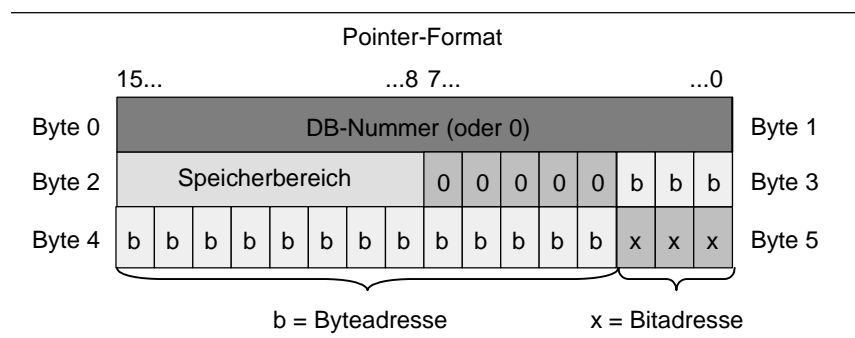 Pointer-Format
15... ...8 7... ...0
Byte 0 DB-Nummer (oder 0) Byte 1
Byte 2 Speicherbereich 0 0 0 0 0 b b b Byte 3
Byte 4 b b b b b b b b b b b b b x x x Byte 5
b = Byteadresse x = Bitadresse